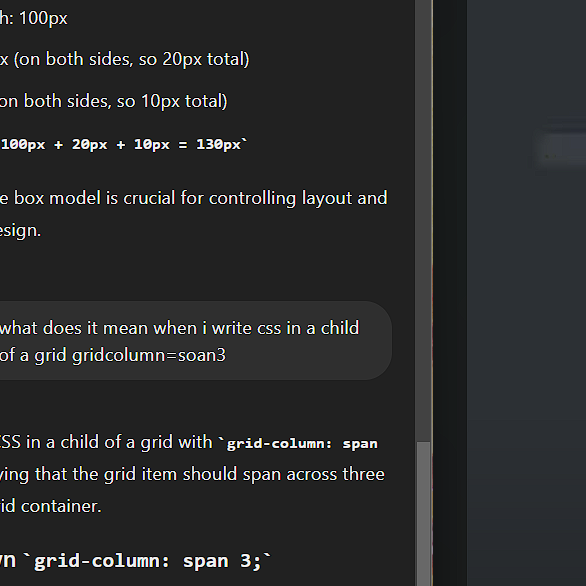 h: 100px
x (on both sides, so 20px total)
on both sides, so 10px total)
100px + 20px + 10px = 130px`
e box model is crucial for controlling layout and
esign.
what does it mean when i write css in a child
of a grid gridcolumn=soan3
CSS in a child of a grid with `grid-column: span
ying that the grid item should span across three
id container.
wn `grid-column: span 3;`